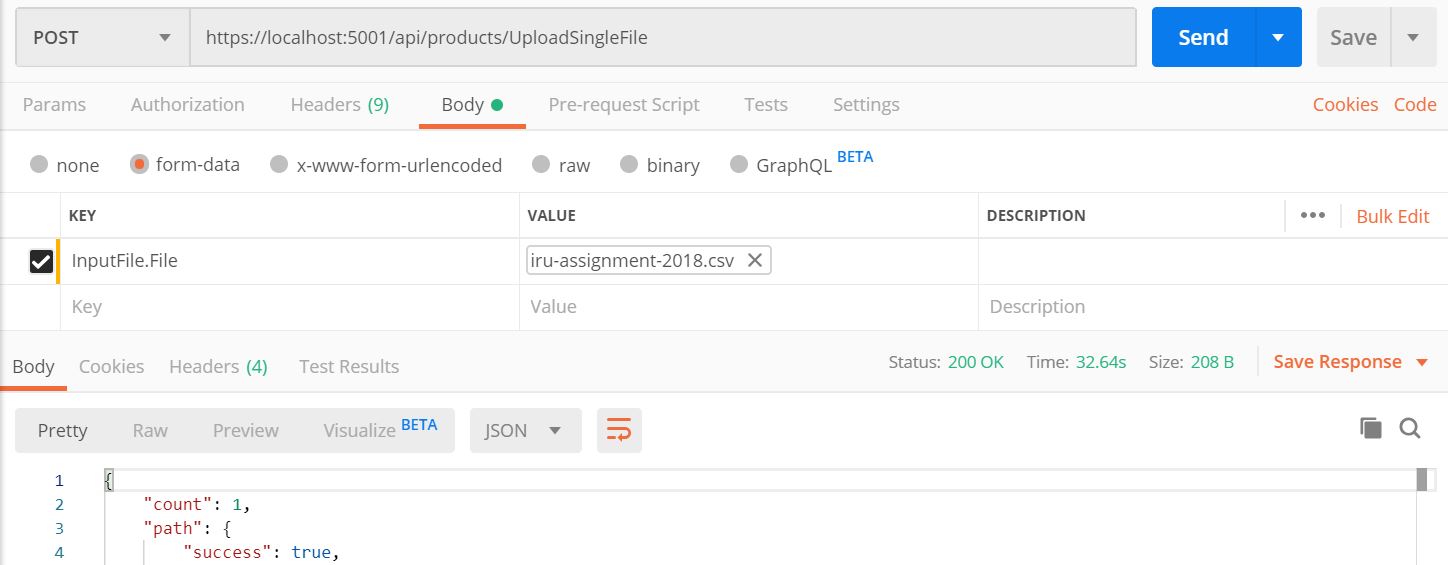 POST https://localhost:5001/api/products/UploadSingleFile Send Save
Params Authorization Headers (9) Body Pre-request Script Tests Settings Cookies Code
none form-data x-www-form-urlencoded raw binary GraphQL BETA
KEY VALUE DESCRIPTION ••• Bulk Edit
InputFile.File iru-assignment-2018.csv
Key Value Description
Body Cookies Headers (4) Test Results Status: 200 OK Time: 32.64s Size: 208 B Save Response
Pretty Raw Preview Visualize BETA JSON
1 {
2 "count": 1,
3 "path": {
4 "success": true,